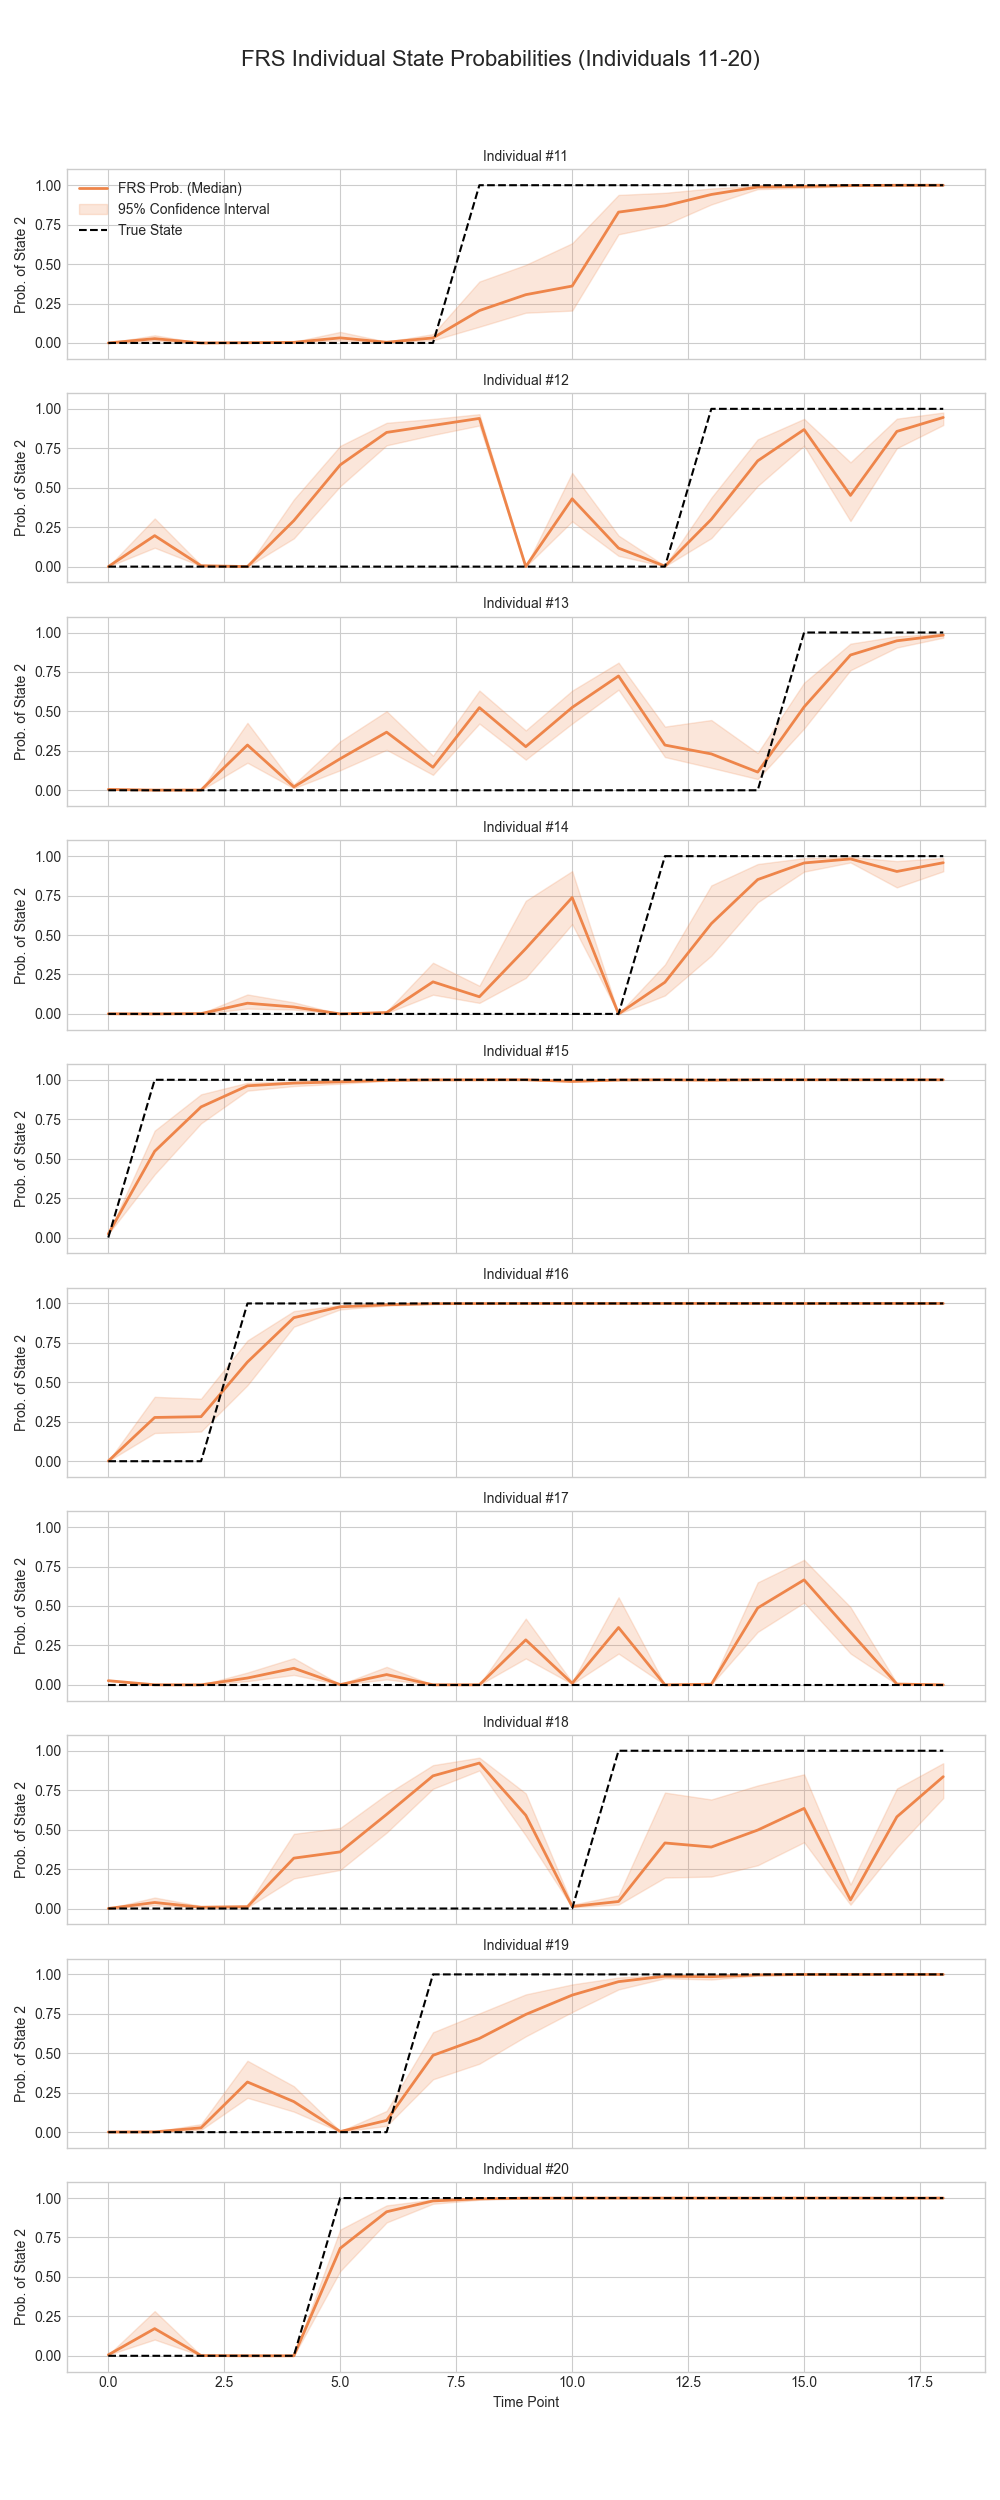 FRS Individual State Probabilities (Individuals 11-20)
Individual #11
1.00
0.75
0.50
0.25
0.00
Prob. of State 2
FRS Prob. (Median)
95% Confidence Interval
True State
Individual #12
1.00
0.75
0.50
0.25
0.00
Prob. of State 2
Individual #13
1.00
0.75
0.50
0.25
0.00
Prob. of State 2
Individual #14
1.00
0.75
0.50
0.25
0.00
Prob. of State 2
Individual #15
1.00
0.75
0.50
0.25
0.00
Prob. of State 2
Individual #16
1.00
0.75
0.50
0.25
0.00
Prob. of State 2
Individual #17
1.00
0.75
0.50
0.25
0.00
Prob. of State 2
Individual #18
1.00
0.75
0.50
0.25
0.00
Prob. of State 2
Individual #19
1.00
0.75
0.50
0.25
0.00
Prob. of State 2
Individual #20
1.00
0.75
0.50
0.25
0.00
Prob. of State 2
0.0 2.5 5.0 7.5 10.0 12.5 15.0 17.5
Time Point